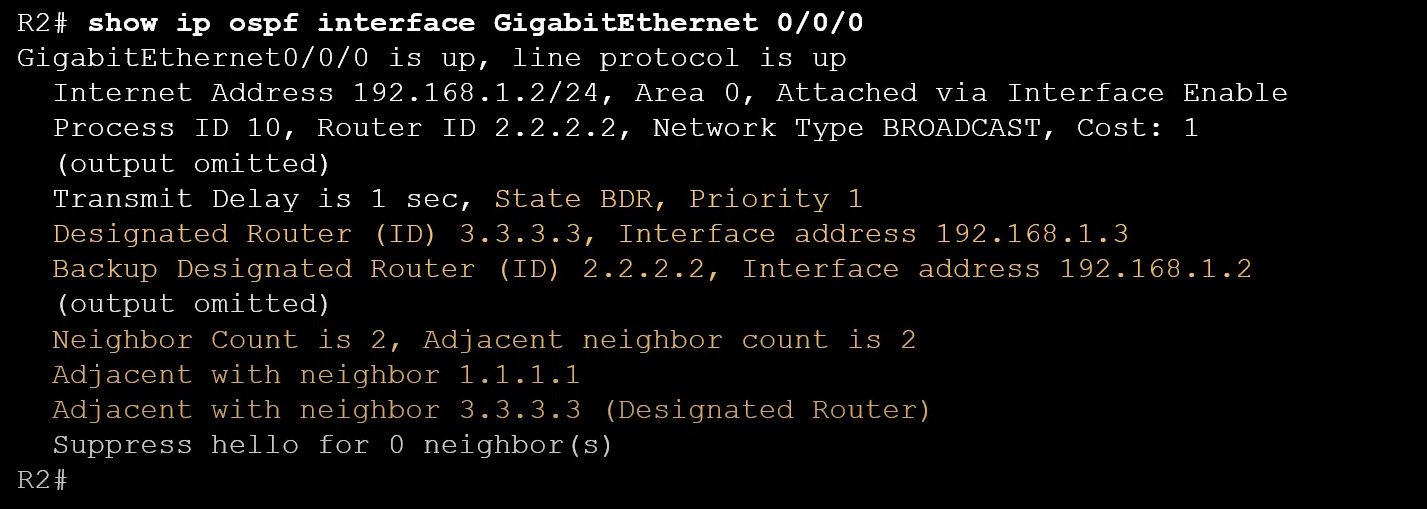 R2# show ip ospf interface GigabitEthernet 0/0/0
GigabitEthernet0/0/0 is up, line protocol is up
Internet Address 192.168.1.2/24, Area 0, Attached via Interface Enable
Process ID 10, Router ID 2.2.2.2, Network Type BROADCAST, Cost: 1
(output omitted)
Transmit Delay is 1 sec, State BDR, Priority 1
Designated Router (ID) 3.3.3.3, Interface address 192.168.1.3
Backup Designated Router (ID) 2.2.2.2, Interface address 192.168.1.2
(output omitted)
Neighbor Count is 2, Adjacent neighbor count is 2
Adjacent with neighbor 1.1.1.1
Adjacent with neighbor 3.3.3.3 (Designated Router)
Suppress hello for 0 neighbor(s)
R2#